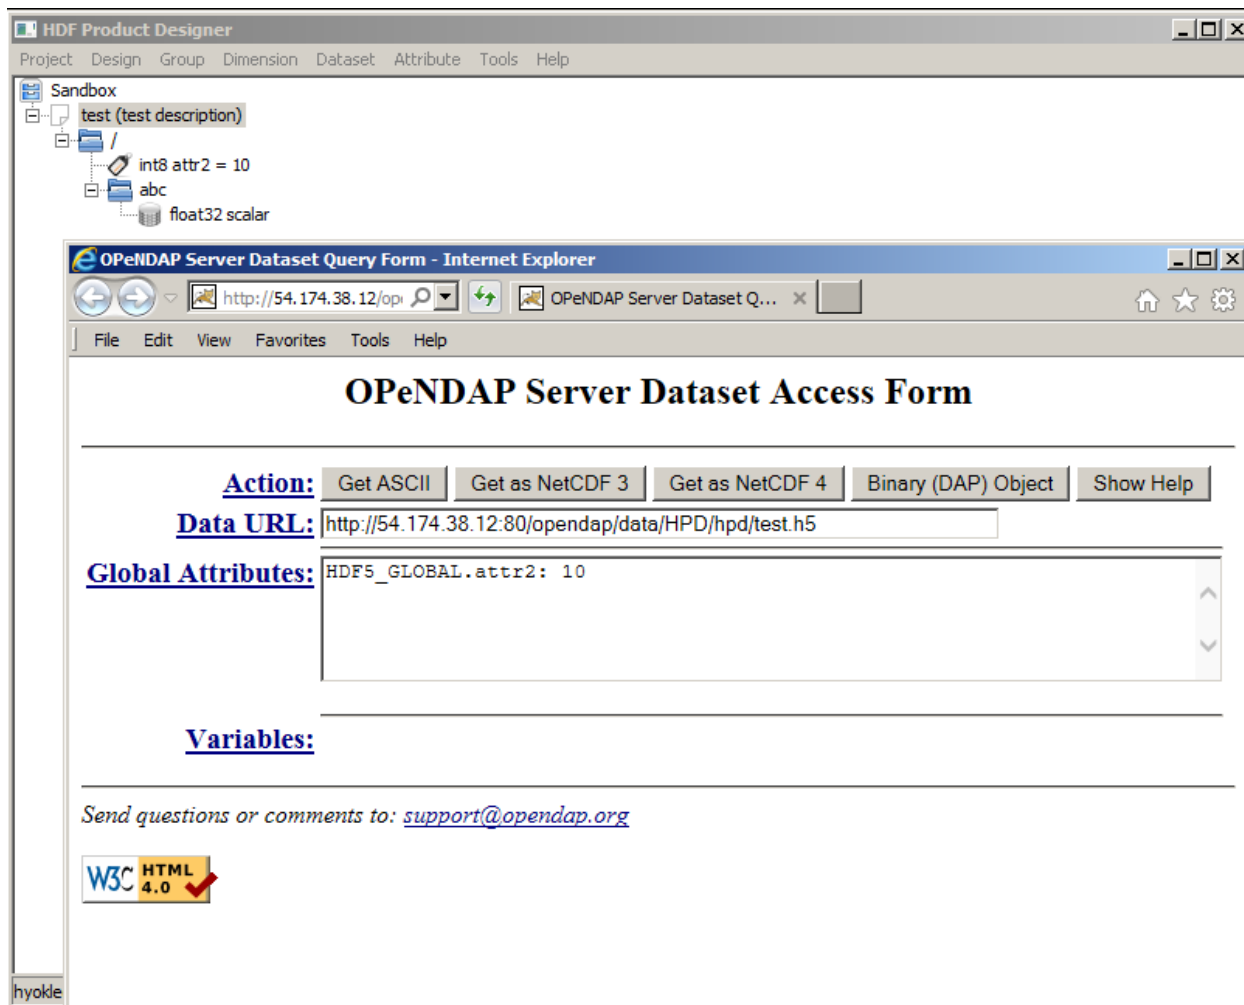 HDF Product Designer
Project Design Group Dimension Dataset Attribute Tools Help
Sandbox
test (test description)
/
int8 attr2 = 10
abc
float32 scalar
OPeNDAP Server Dataset Query Form - Internet Explorer
http://54.174.38.12/op OPeNDAP Server Dataset Q...
File Edit View Favorites Tools Help
OPeNDAP Server Dataset Access Form
Action: Get ASCII Get as NetCDF 3 Get as NetCDF 4 Binary (DAP) Object Show Help
Data URL: http://54.174.38.12:80/opendap/data/HPD/hpd/test.h5
Global Attributes: HDF5_GLOBAL.attr2: 10
Variables:
Send questions or comments to: support@opendap.org
W3C HTML
4.0
hyokle